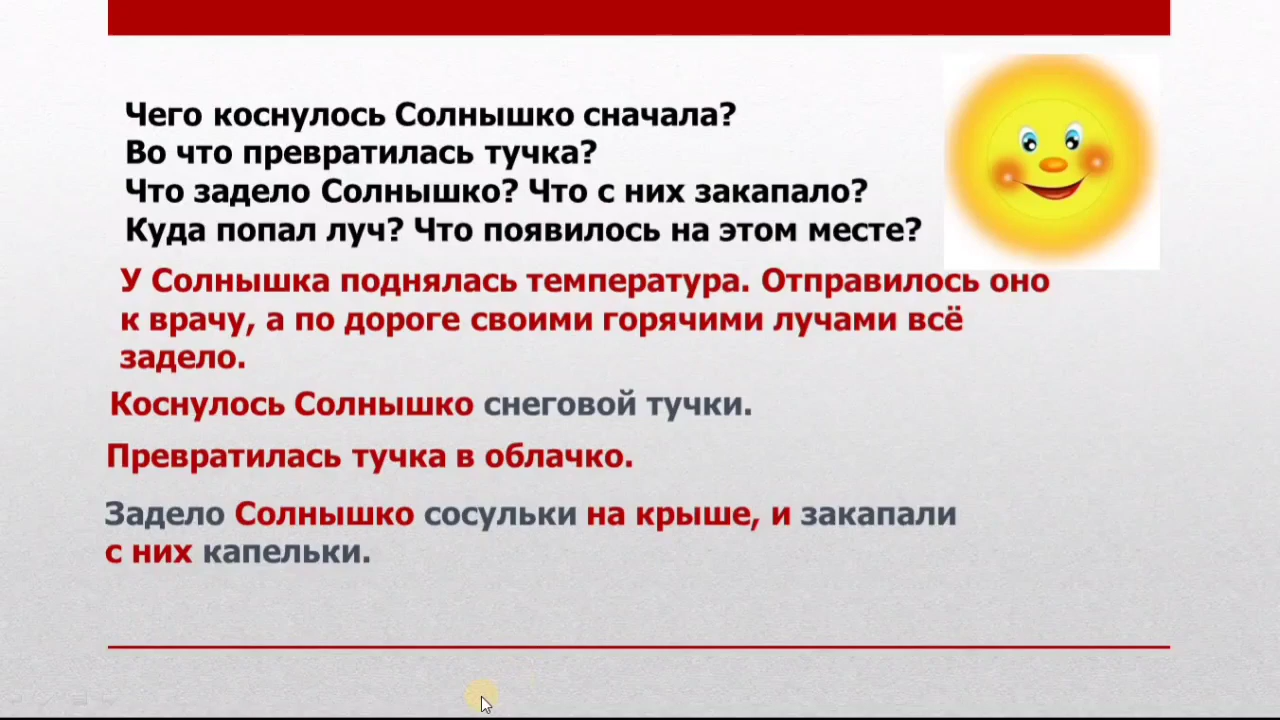 Чего коснулось Солнышко сначала?
Во что превратилась тучка?
Что задело Солнышко? Что с них закапало?
Куда попал луч? Что появилось на этом месте?
У Солнышка поднялась температура. Отправилось оно
к врачу, а по дороге своими горячими лучами всё
задело.
Коснулось Солнышко снеговой тучки.
Превратилась тучка в облачко.
Задело Солнышко сосульки на крыше, и закапали
с них капельки.